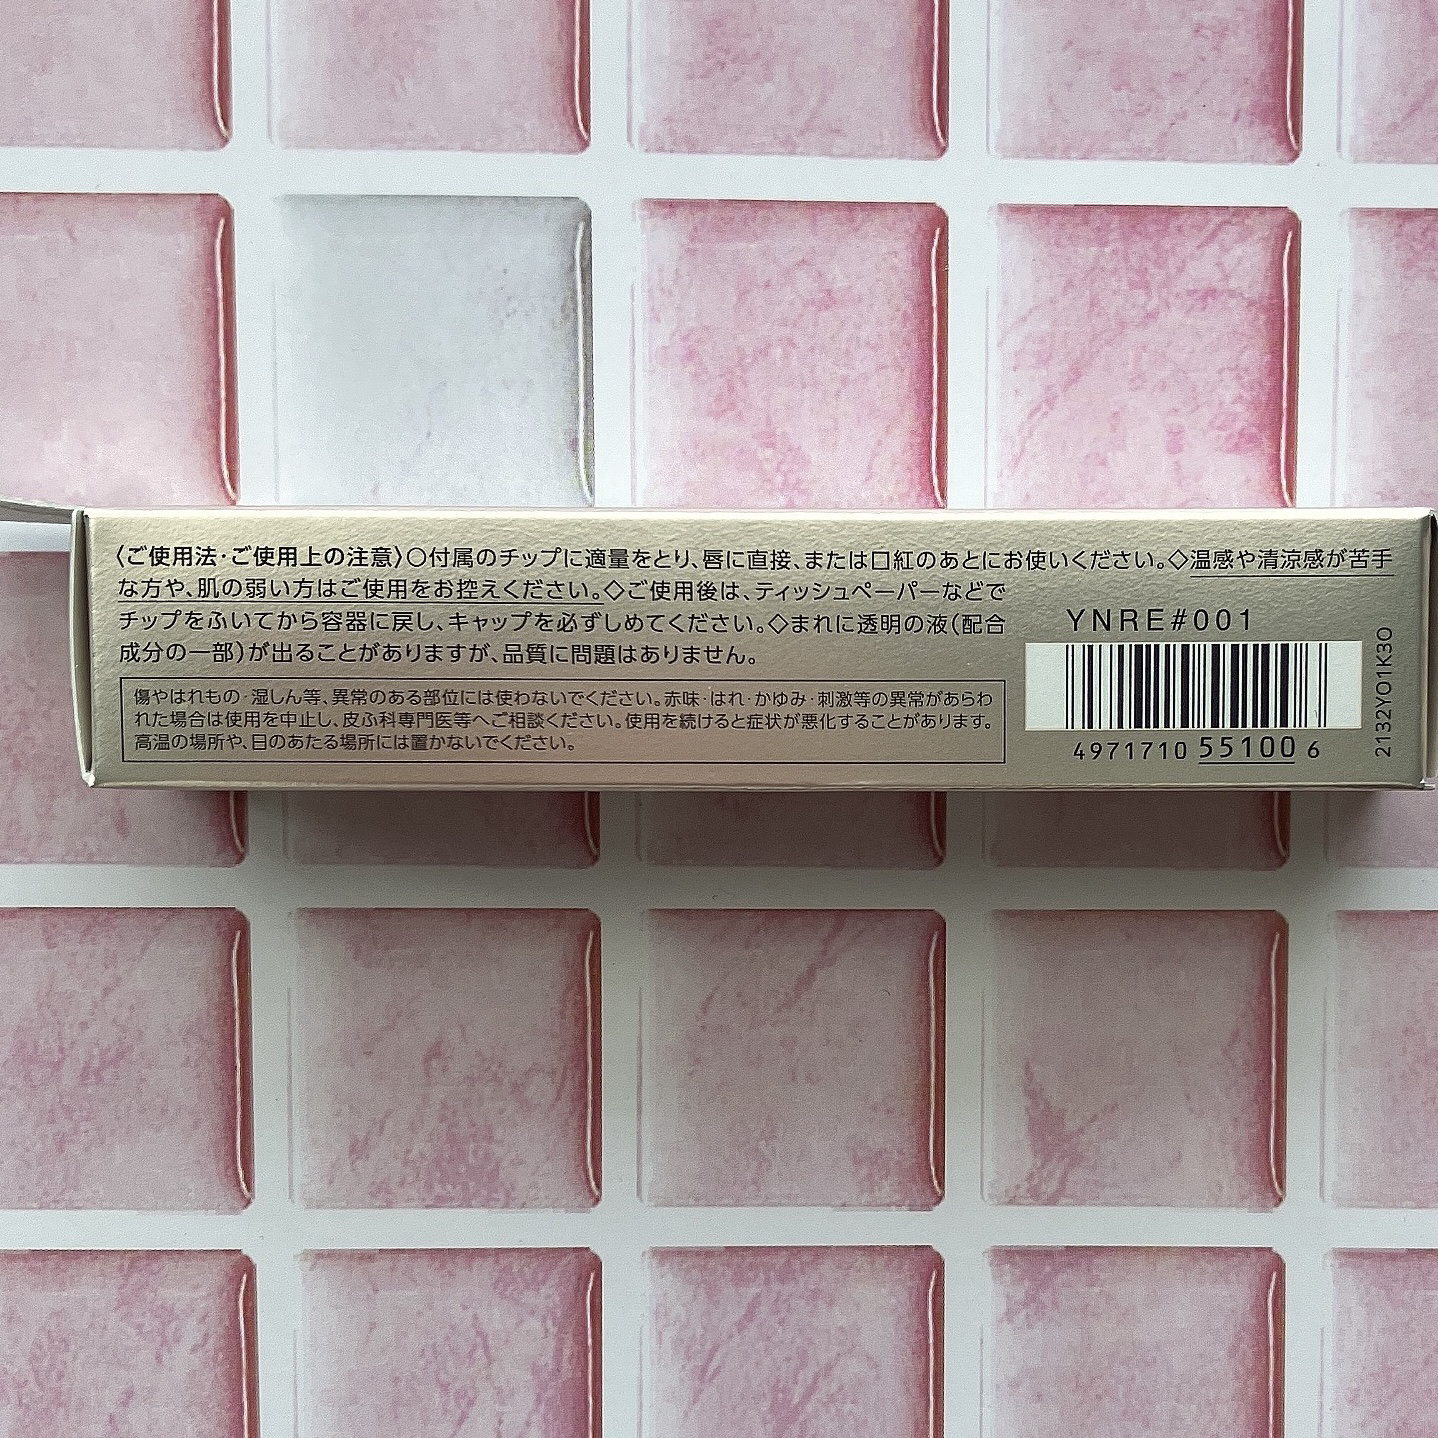 〈ご使用法・ご使用上の注意〉○付属のチップに適量をとり、唇に直接、または口紅のあとにお使いください。◇温感や清涼感が苦手
な方や、肌の弱い方はご使用をお控えください。◇ご使用後は、ティッシュペーパーなどで
チップをふいてから容器に戻し、キャップを必ずしめてください。◇まれに透明の液(配合
成分の一部)が出ることがありますが、品質に問題はありません。
傷やはれもの・湿しん等、異常のある部位には使わないでください。赤味・はれ・かゆみ・刺激等の異常があらわ
れた場合は使用を中止し、皮ふ科専門医等へご相談ください。使用を続けると症状が悪化することがあります。
高温の場所や、日のあたる場所には置かないでください。
YNRE#001
4971710 55100 6
2132YO1K3O